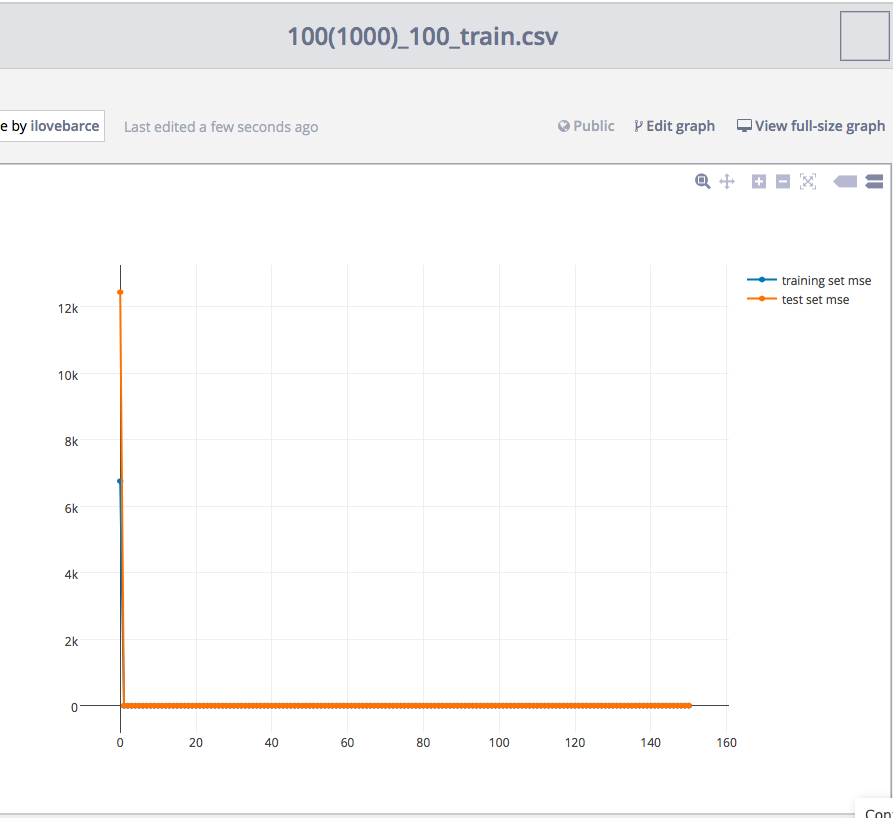 100(1000)_100_train.csv
e by ilovebarce
Last edited a few seconds ago
Public
Edit graph
View full-size graph
training set mse
test set mse
12k
10k
8k
6k
4k
2k
0
0 20 40 60 80 100 120 140 160